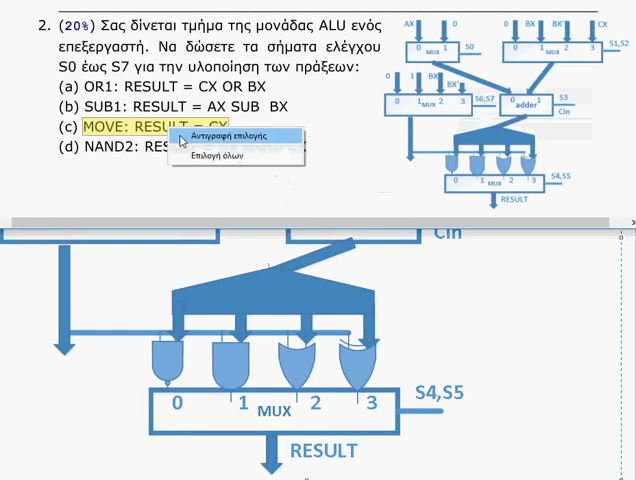 2. (20%) Σας δίνεται τμήμα της μονάδας ALU ενός
επεξεργαστή. Να δώσετε τα σήματα ελέγχου
S0 έως S7 για την υλοποίηση των πράξεων:
(a) OR1: RESULT = CX OR BX
(b) SUB1: RESULT = AX SUB BX
(c) MOVE: RESULT = CX
(d) NAND2: RES
Αντιγραφή επιλογής
Επιλογή όλων
AX 0
0 1
MUX
S0
0 BX BX' CX
0 1 2 3
MUX
S1,S2
0 1 BX BX'
0 1 2 3
MUX
S6,S7
0 1
adder
S3
Cin
0 1 2 3
MUX
S4,S5
RESULT
Cin
0 1 2 3
MUX
S4,S5
RESULT